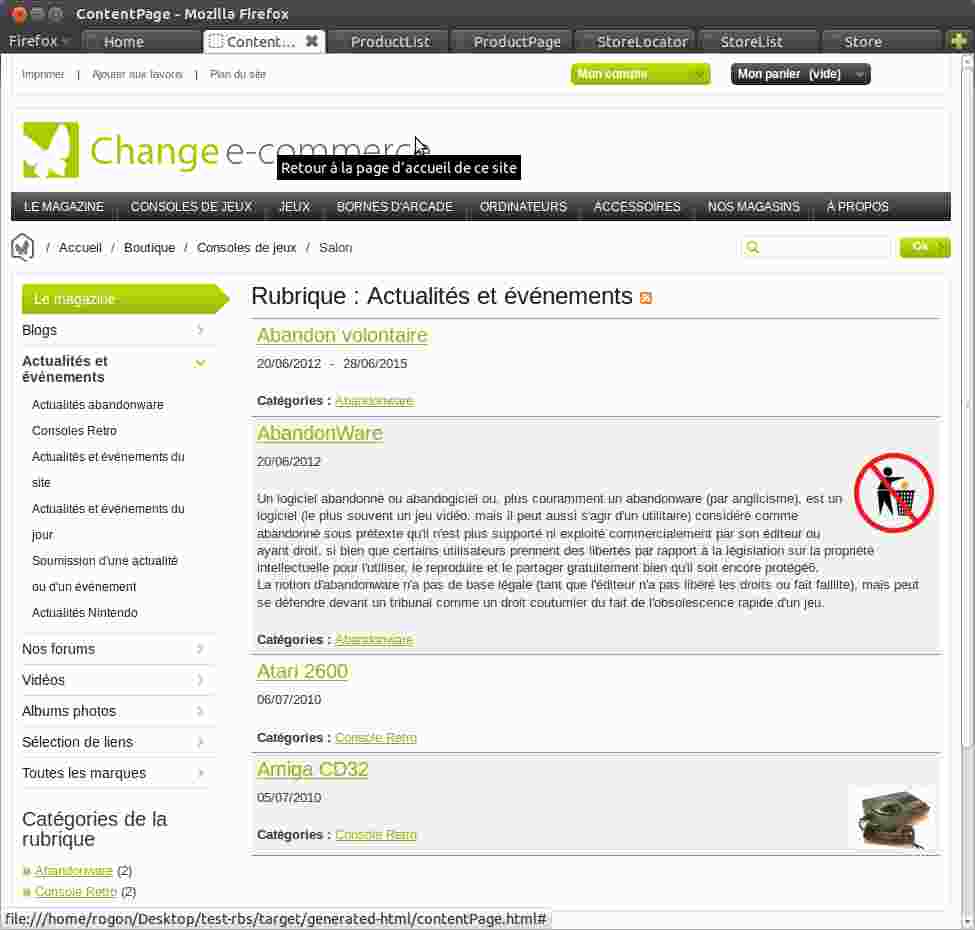 ContentPage - Mozilla Firefox
Firefox Home Content... ProductList ProductPage StoreLocator StoreList Store
Imprimer | Ajouter aux favoris | Plan du site Mon compte Mon panier (vide)
Change e-commerce
Retour à la page d'accueil de ce site
LE MAGAZINE CONSOLES DE JEUX JEUX BORNES D'ARCADE ORDINATEURS ACCESSOIRES NOS MAGASINS À PROPOS
/ Accueil / Boutique / Consoles de jeux / Salon Ok
Le magazine
Blogs
Actualités et
événements
Actualités abandonware
Consoles Retro
Actualités et événements du
site
Actualités et événements du
jour
Soumission d'une actualité
ou d'un événement
Actualités Nintendo
Nos forums
Vidéos
Albums photos
Sélection de liens
Toutes les marques
Catégories de la
rubrique
Abandonware (2)
Console Retro (2)
Rubrique : Actualités et événements
Abandon volontaire
20/06/2012 - 28/06/2015
Catégories : Abandonware
AbandonWare
20/06/2012
Un logiciel abandonné ou abandogiciel ou, plus couramment un abandonware (par anglicisme), est un
logiciel (le plus souvent un jeu vidéo, mais il peut aussi s'agir d'un utilitaire) considéré comme
abandonné sous prétexte qu'il n'est plus supporté ni exploité commercialement par son éditeur ou
ayant droit, si bien que certains utilisateurs prennent des libertés par rapport à la législation sur la propriété
intellectuelle pour l'utiliser, le reproduire et le partager gratuitement bien qu'il soit encore protégé6.
La notion d'abandonware n'a pas de base légale (tant que l'éditeur n'a pas libéré les droits ou fait faillite), mais peut
se défendre devant un tribunal comme un droit coutumier du fait de l'obsolescence rapide d'un jeu.
Catégories : Abandonware
Atari 2600
06/07/2010
Catégories : Console Retro
Amiga CD32
05/07/2010
Catégories : Console Retro
file:///home/rogon/Desktop/test-rbs/target/generated-html/contentPage.html#